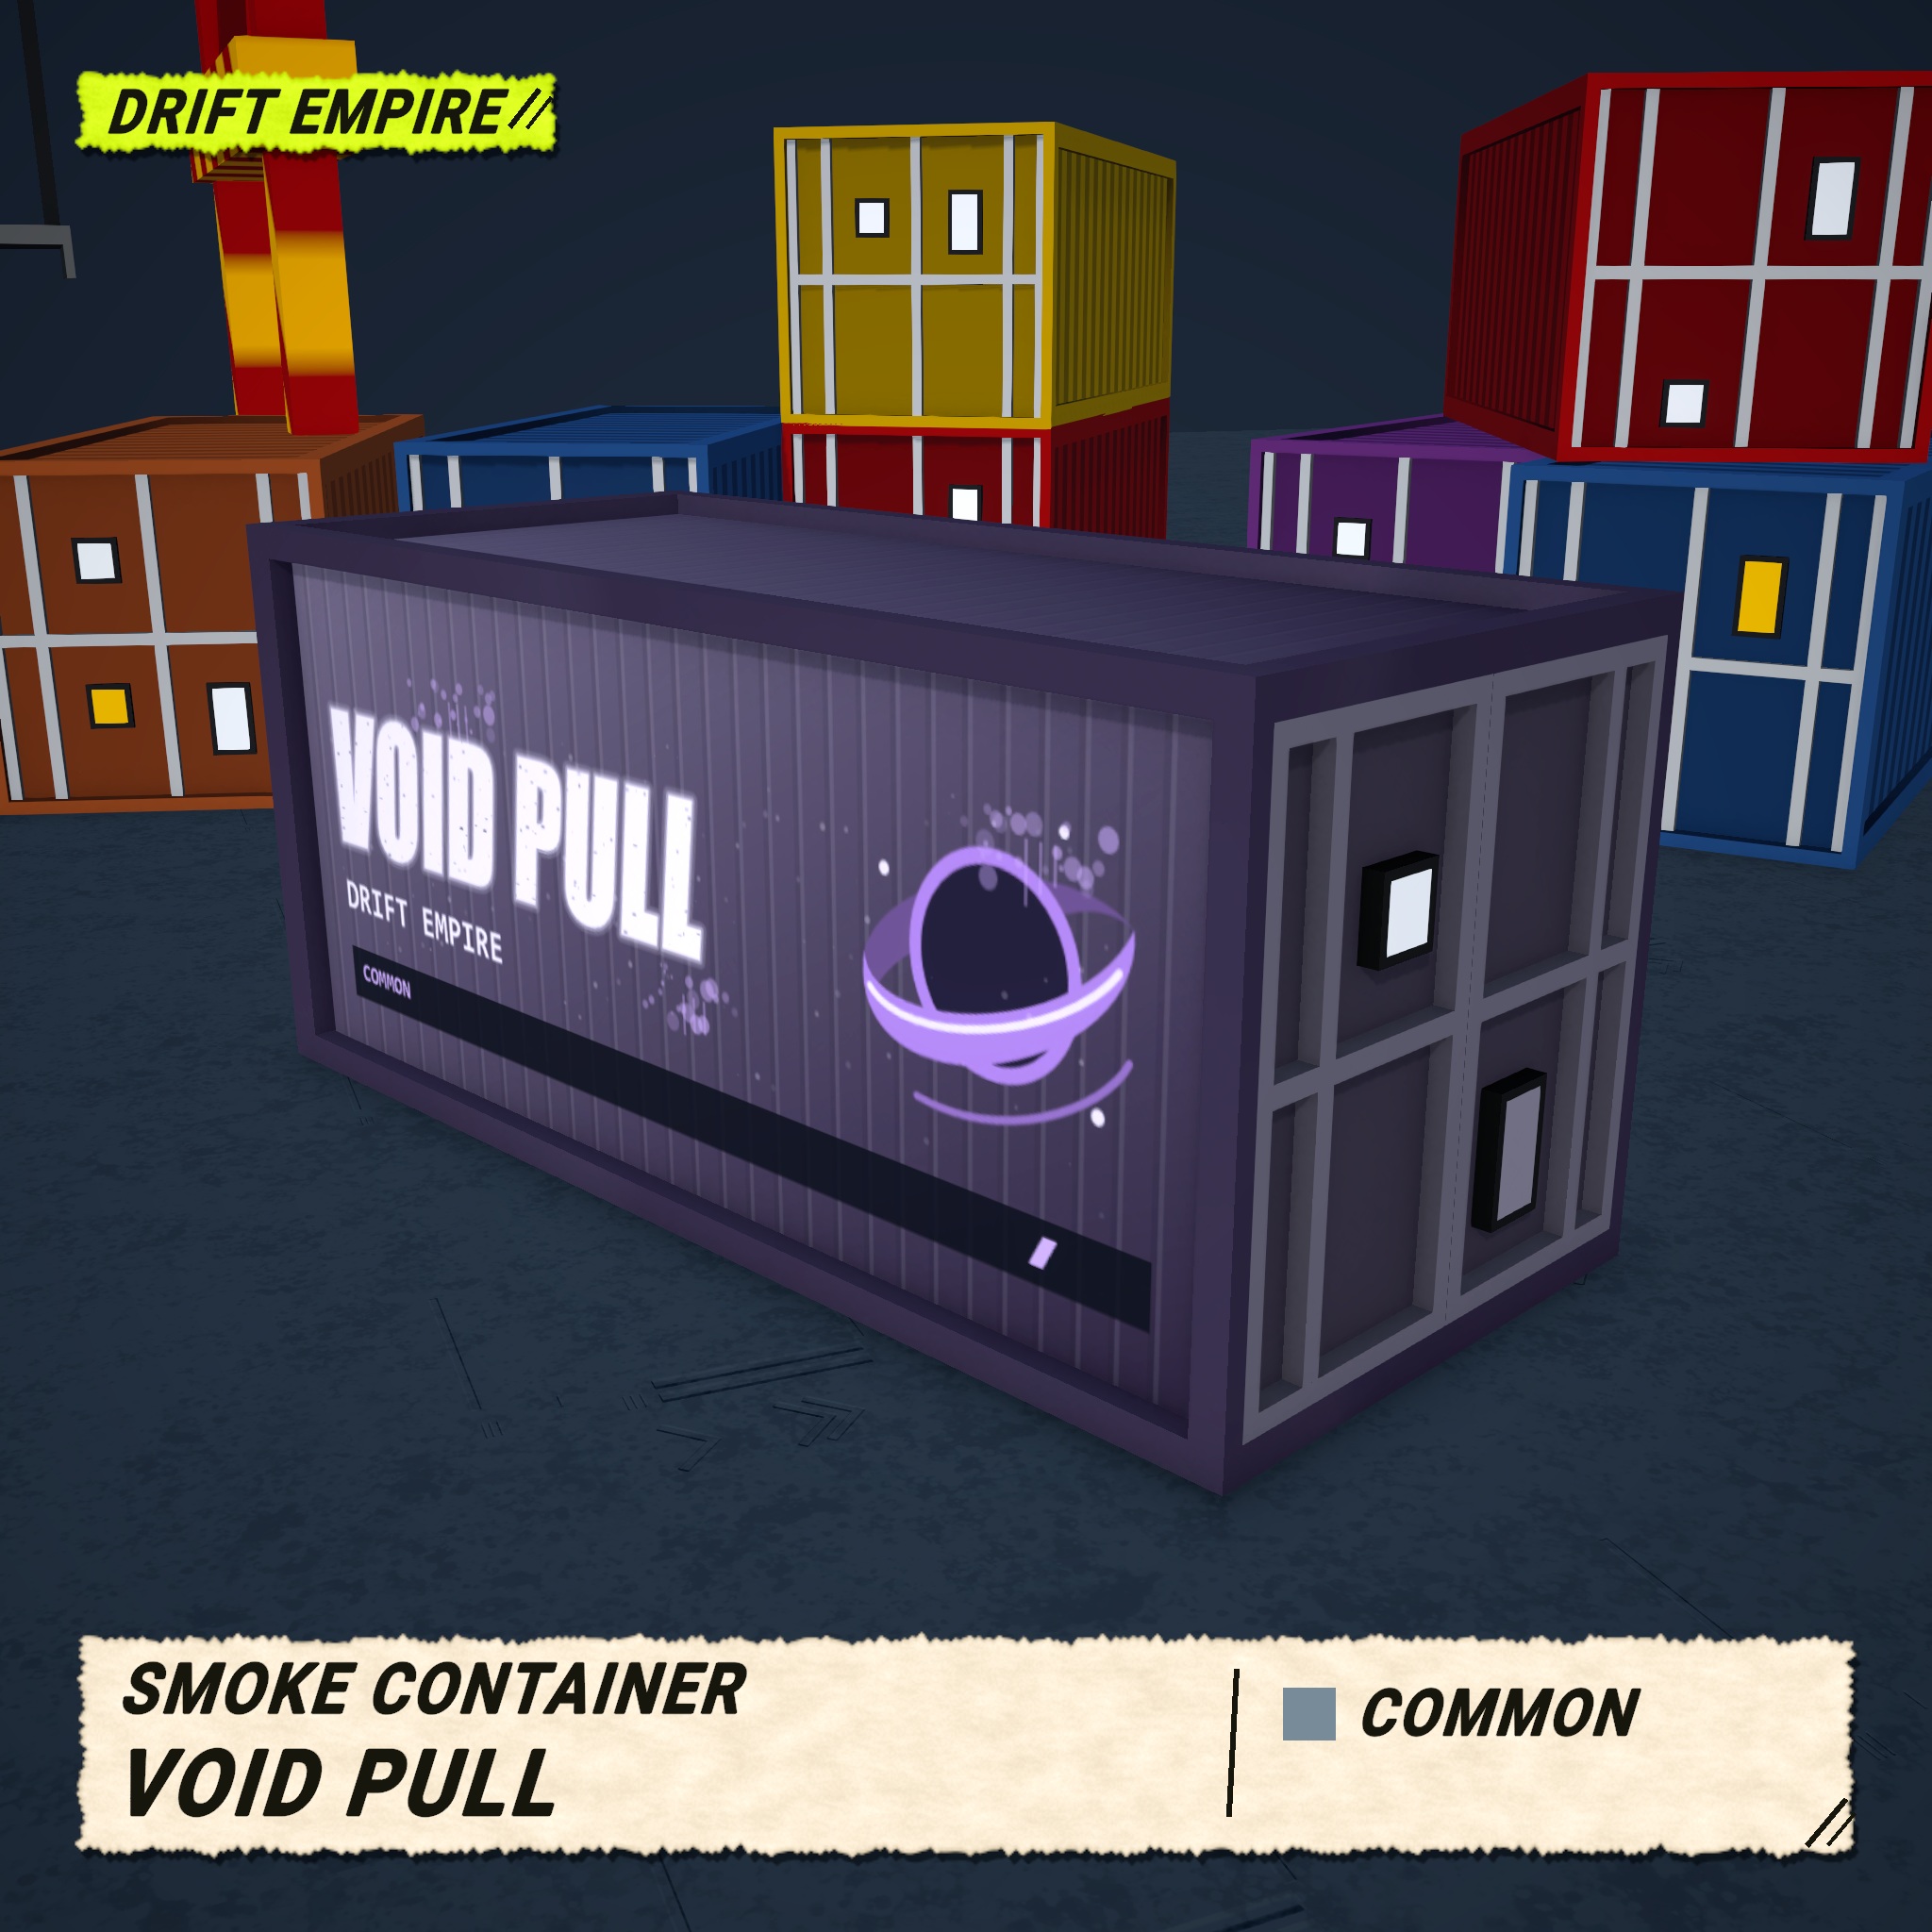 DRIFT EMPIRE//
VOID PULL
DRIFT EMPIRE
COMMON
SMOKE CONTAINER
VOID PULL
COMMON